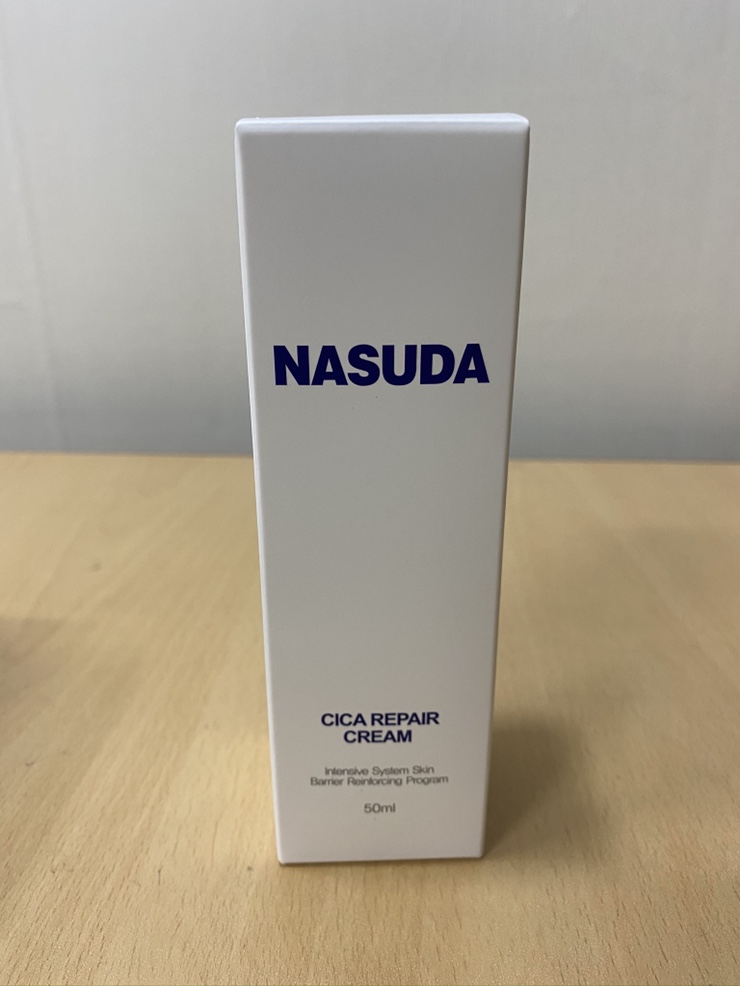 NASUDA
CICA REPAIR
CREAM
Intensive System Skin
Barrier Reinforcing Program
50ml